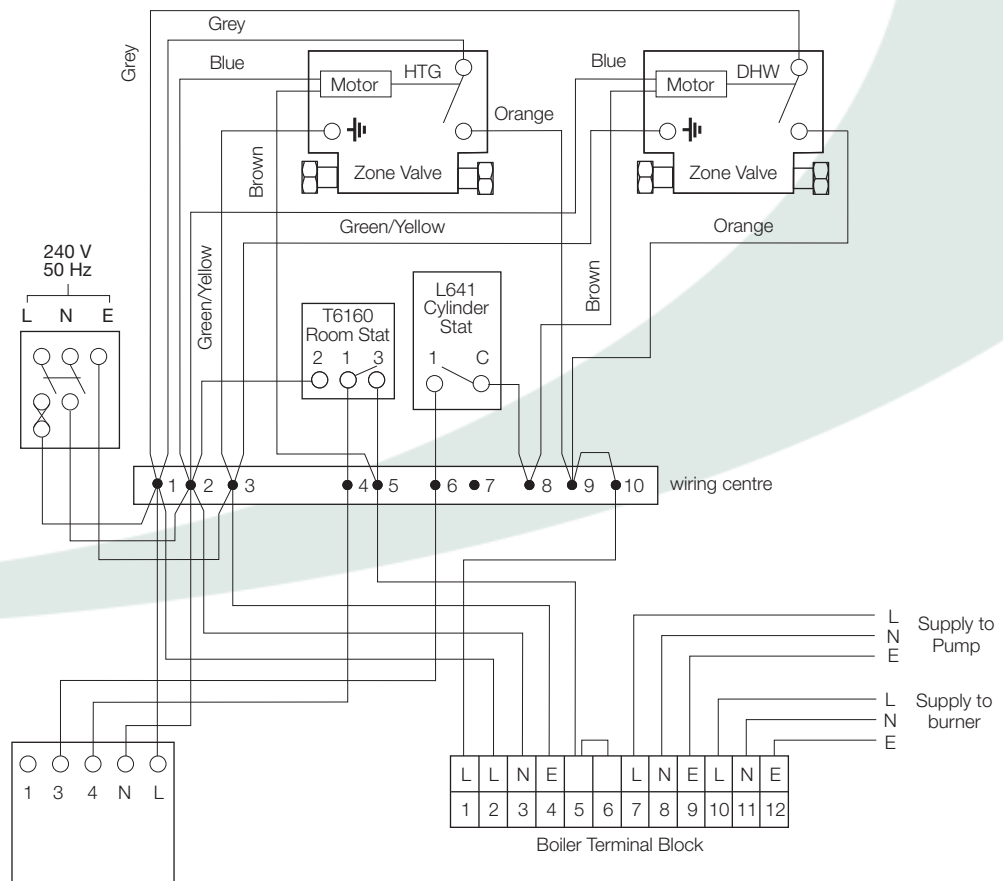 Grey
Grey
Blue
HTG
Motor
Orange
Brown
Zone Valve
Blue
DHW
Motor
Zone Valve
Green/Yellow
Orange
Green/Yellow
Brown
240 V
50 Hz
L N E
T6160
Room Stat
2 1 3
L641
Cylinder
Stat
1 C
1 2 3 4 5 6 7 8 9 10 wiring centre
L
N
E
Supply to
Pump
L
N
E
Supply to
burner
1 3 4 N L
L L N E L N E L N E
1 2 3 4 5 6 7 8 9 10 11 12
Boiler Terminal Block